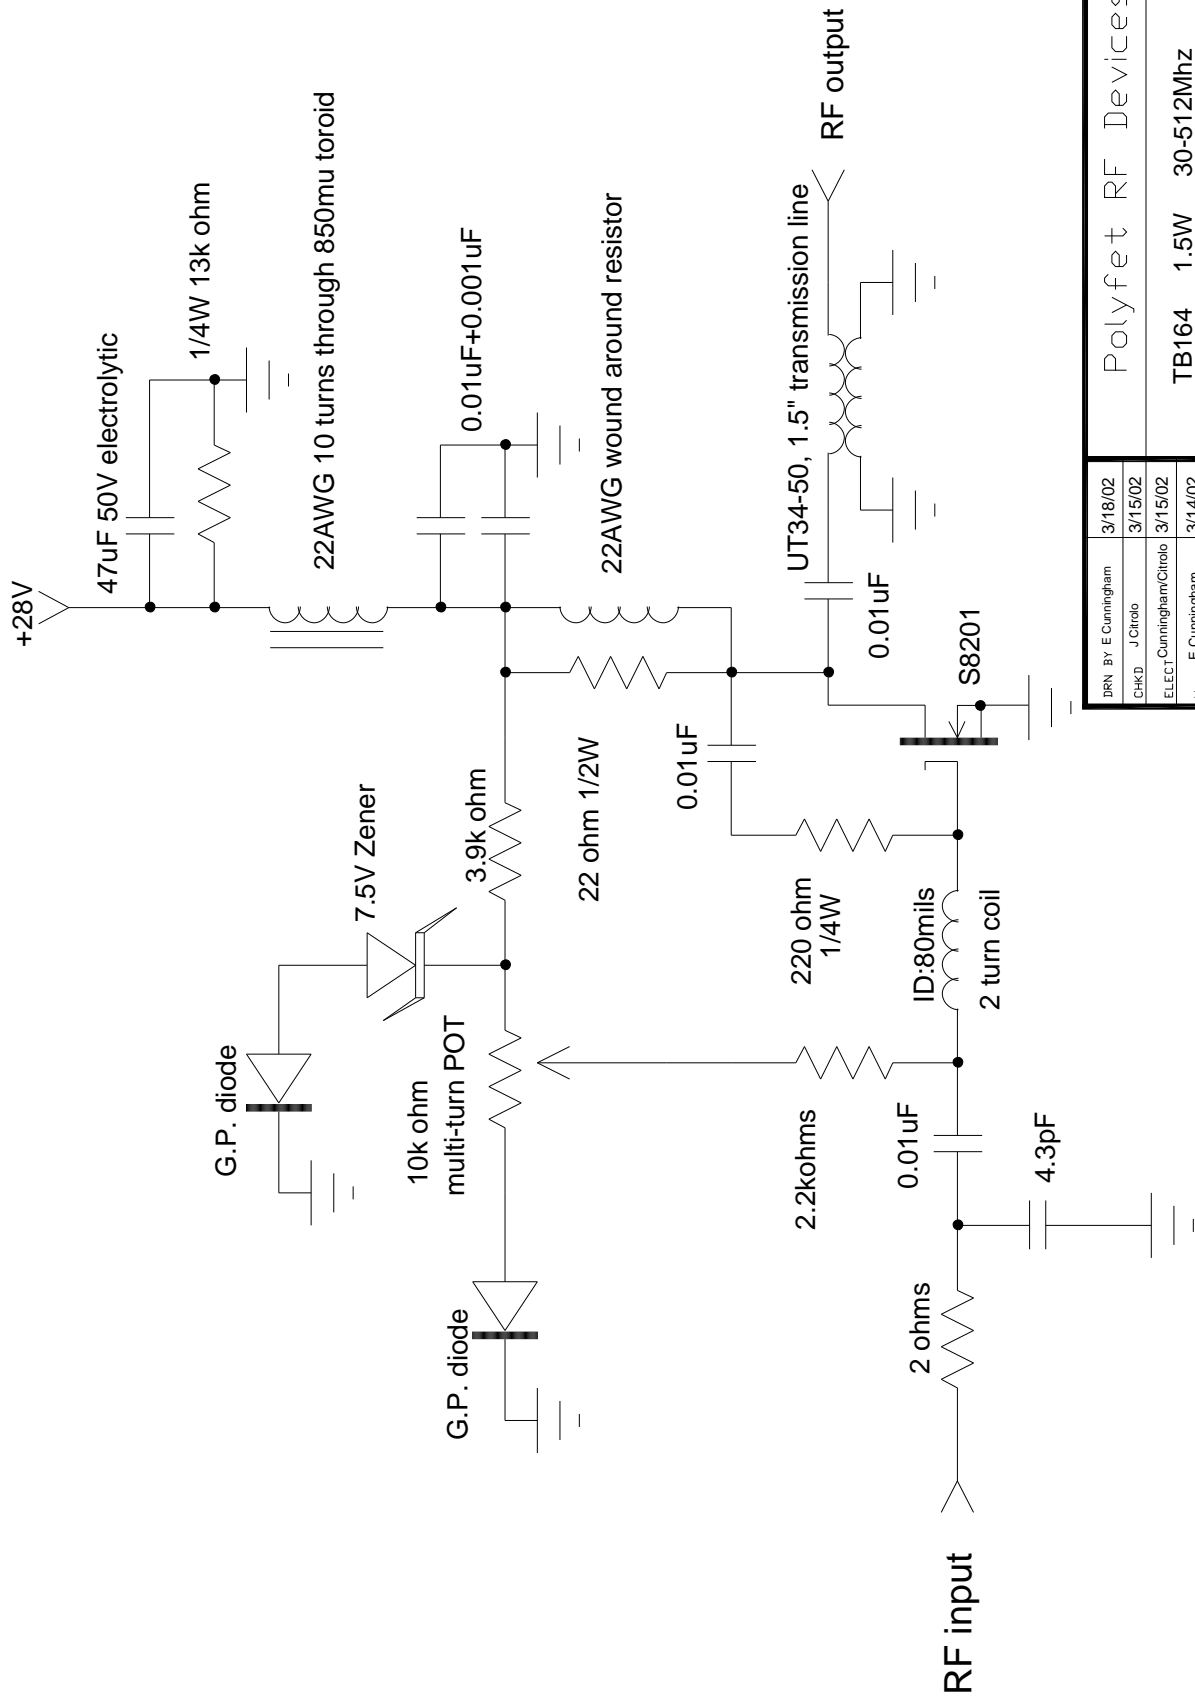 +28V
47uF 50V electrolytic
1/4W 13k ohm
22AWG 10 turns through 850mu toroid
0.01uF+0.001uF
22AWG wound around resistor
7.5V Zener
3.9k ohm
22 ohm 1/2W
G.P. diode
10k ohm
multi-turn POT
G.P. diode
0.01uF
220 ohm
1/4W
2.2kohms
UT34-50, 1.5" transmission line
0.01uF
RF output
S8201
ID:80mils
2 turn coil
0.01uF
4.3pF
2 ohms
RF input
DRN BY E Cunningham 3/18/02
CHKD J Citrolo 3/15/02
ELECT Cunningham/Citrolo 3/15/02
E Cunningham 3/14/02
Polyfet RF Devices
TB164 1.5W 30-512Mhz